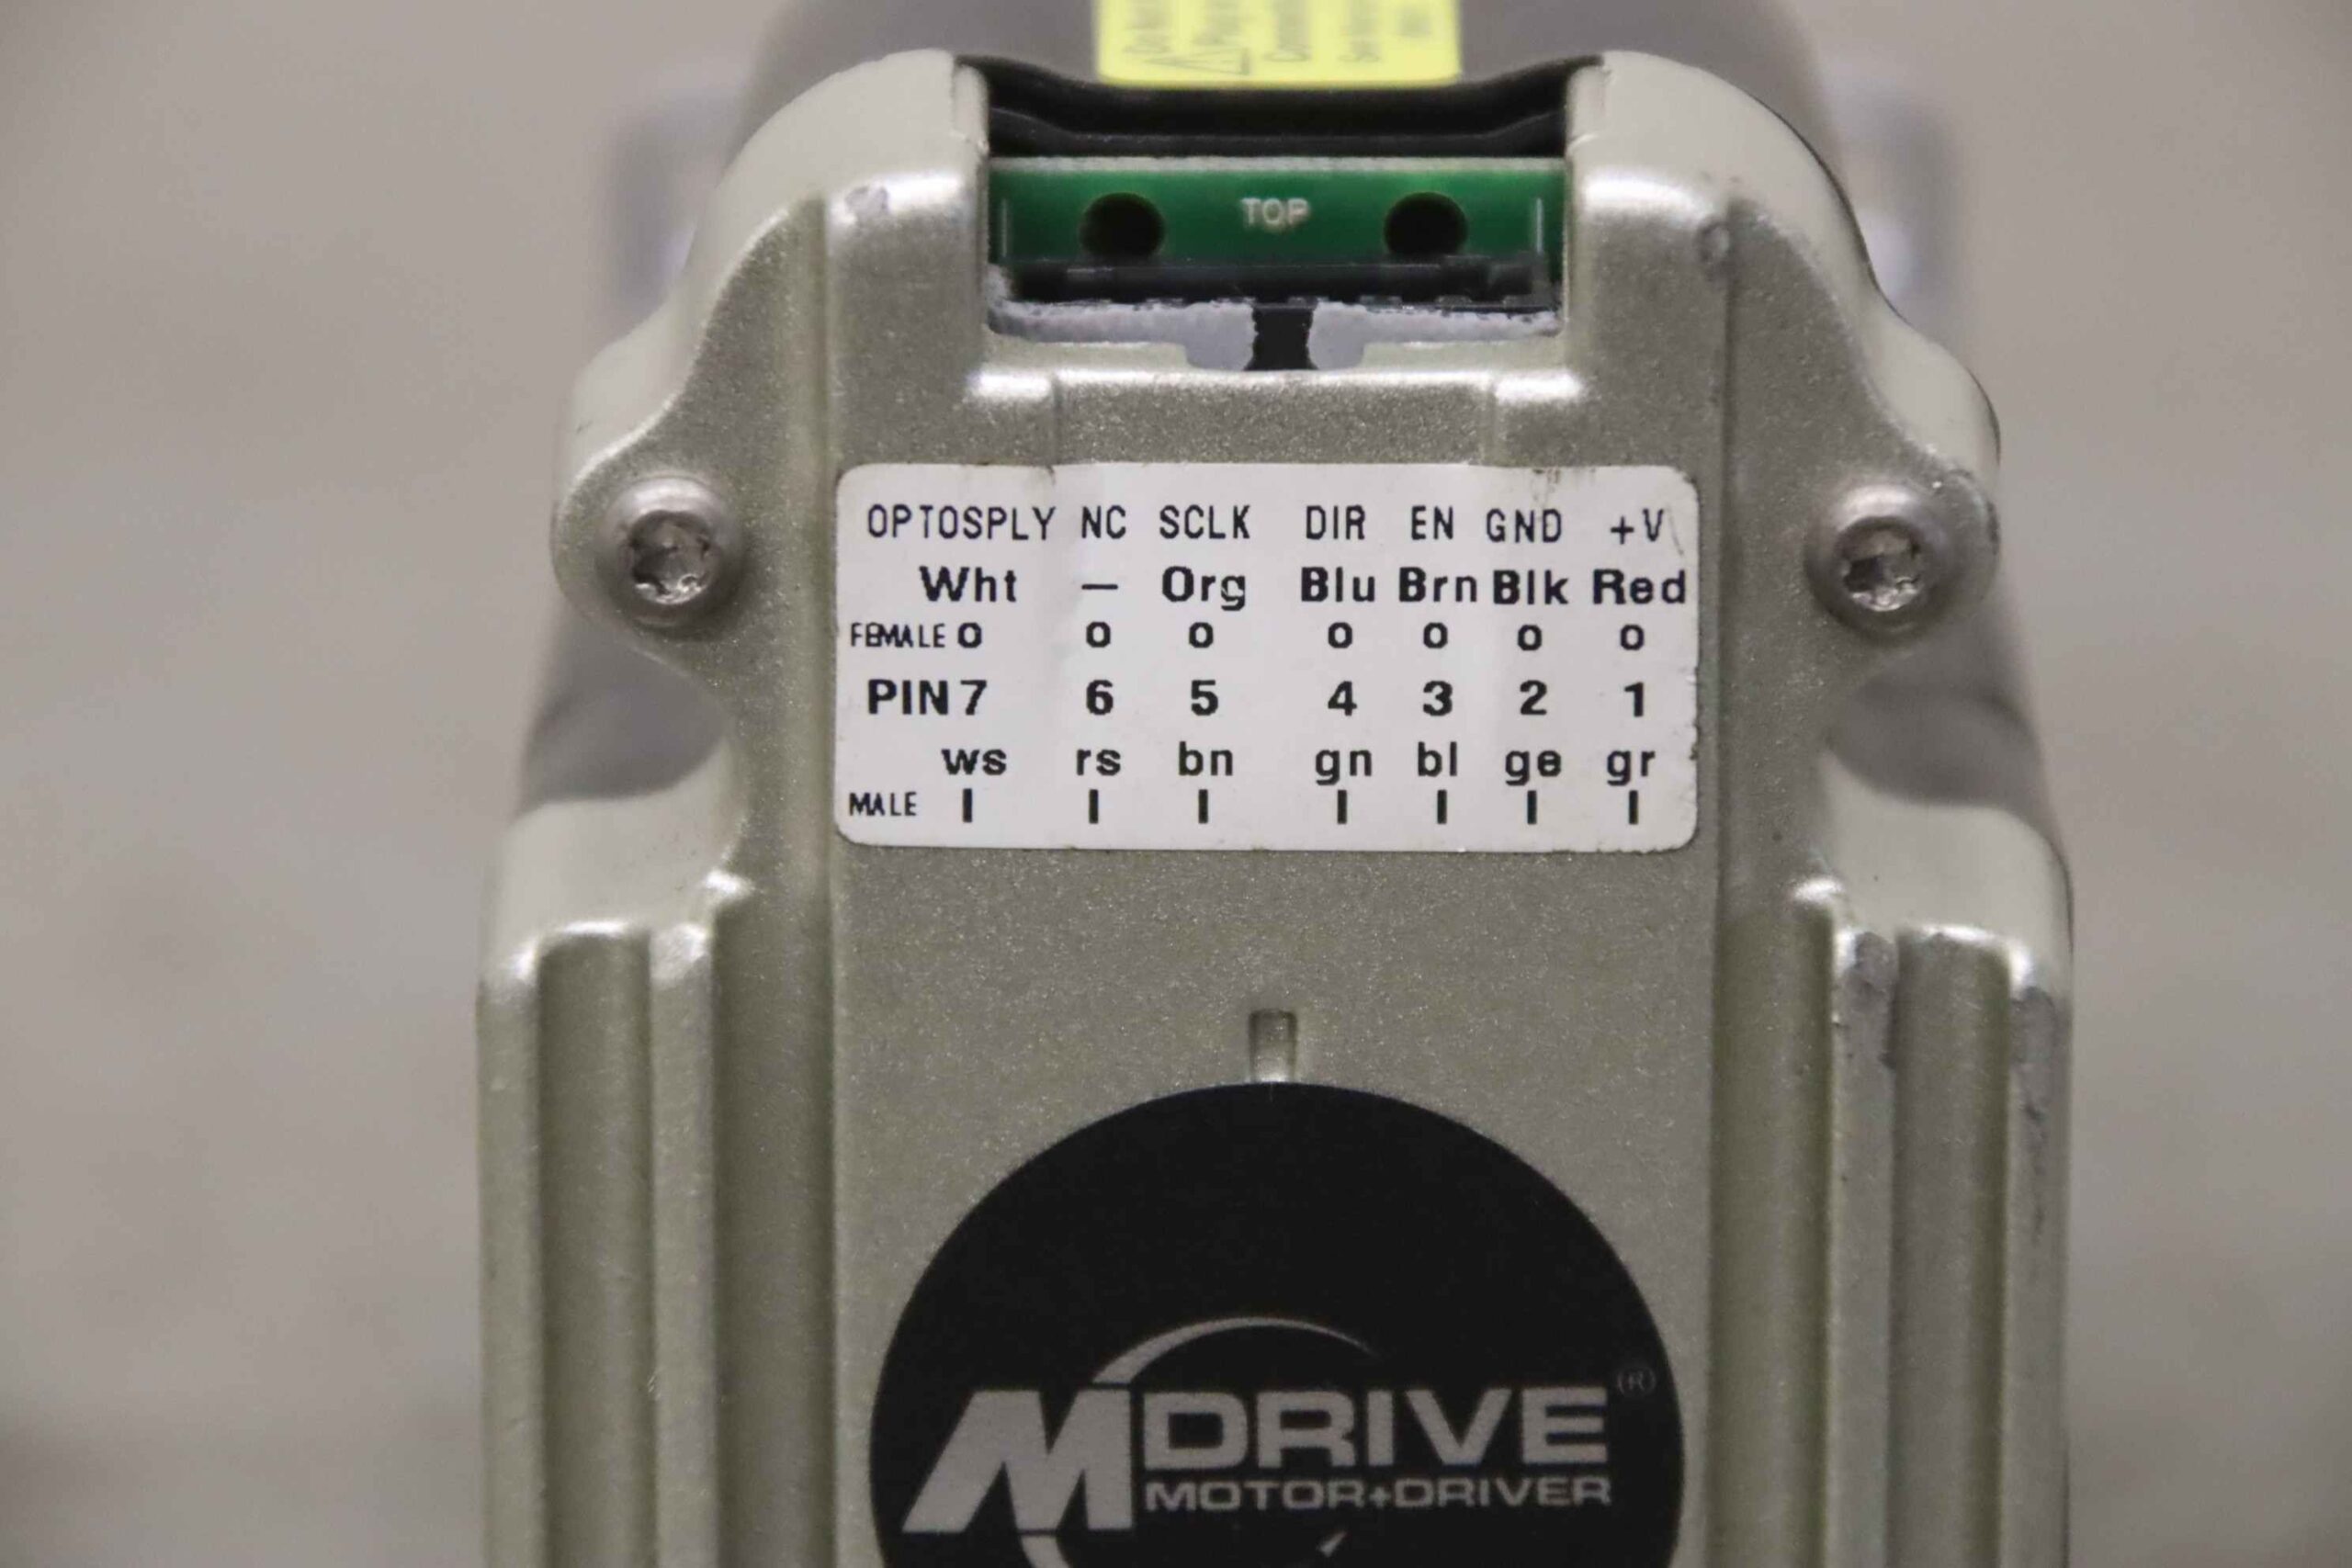 TOP
OPTOSPLY NC SCLK DIR EN GND +V
Wht — Org Blu Brn Blk Red
FEMALE O O O O O O O
PIN 7 6 5 4 3 2 1
ws rs bn gn bl ge gr
MALE | | | | | | |
MDRIVE ®
MOTOR+DRIVER